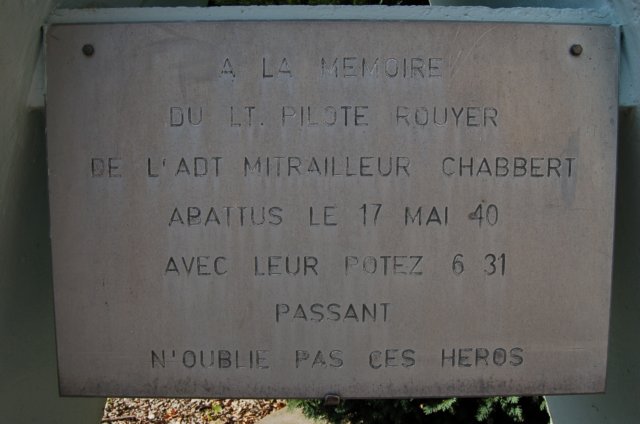 A LA MEMOIRE
DU LT. PILOTE ROUYER
DE L'ADT MITRAILLEUR CHABBERT
ABATTUS LE 17 MAI 40
AVEC LEUR POTEZ 6 31
PASSANT
N'OUBLIE PAS CES HEROS